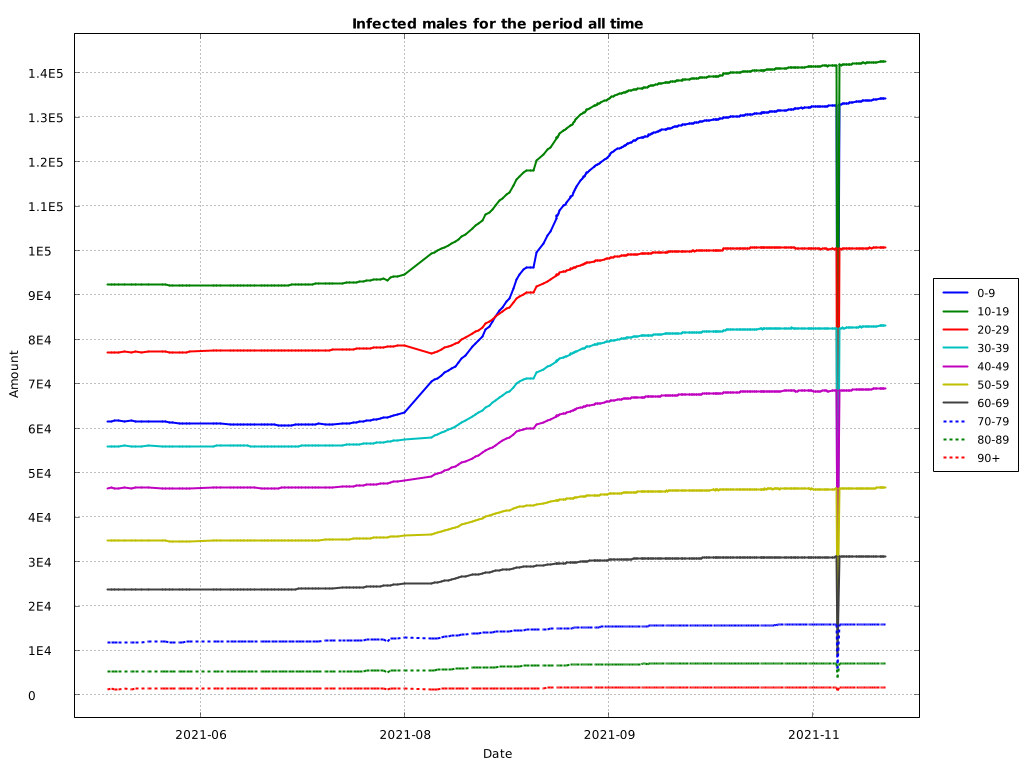 Infected males for the period all time
1.4E5
1.3E5
1.2E5
1.1E5
1E5
9E4
8E4
7E4
6E4
5E4
4E4
3E4
2E4
1E4
0
Amount
2021-06
2021-08
2021-09
2021-11
Date
0-9
10-19
20-29
30-39
40-49
50-59
60-69
70-79
80-89
90+